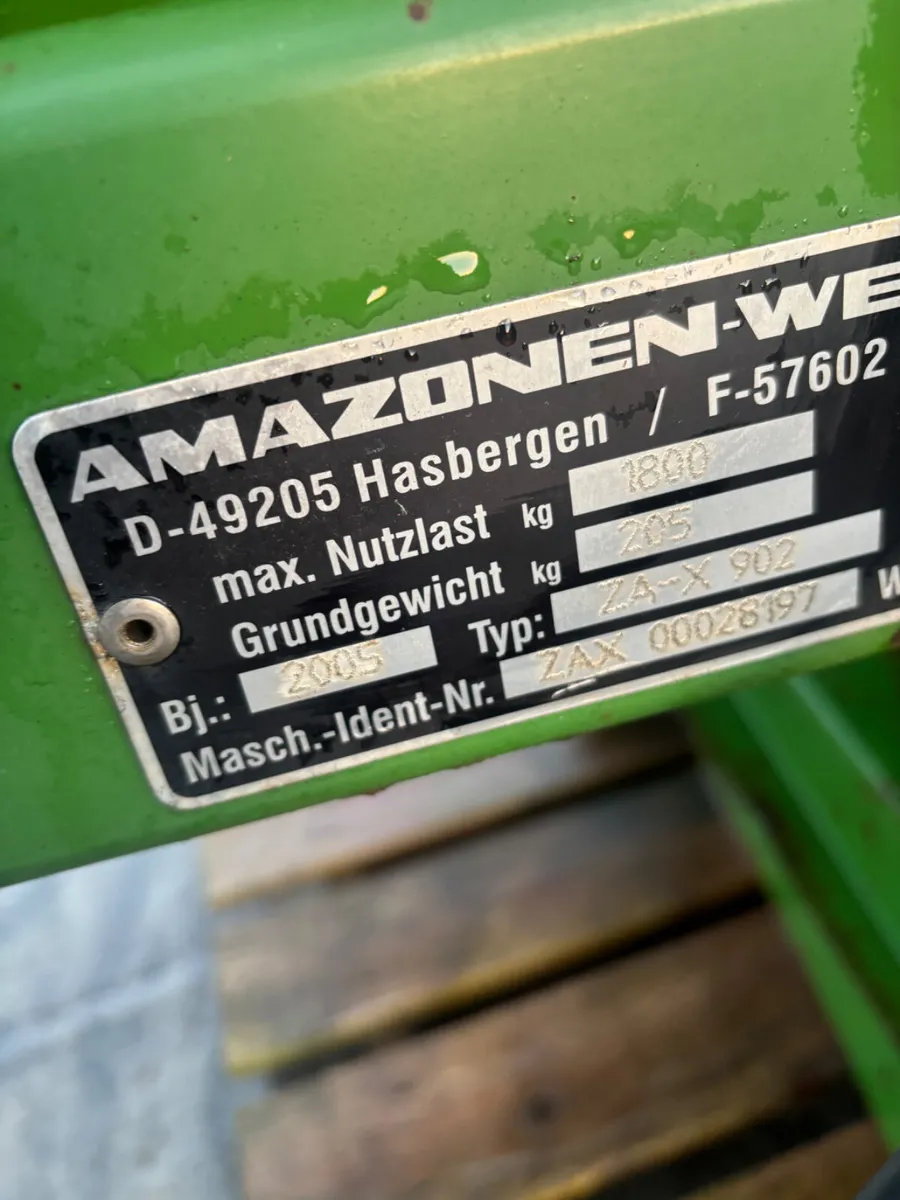 AMAZONEN-WE
D-49205 Hasbergen / F-57602
max. Nutzlast kg 1800
Grundgewicht kg 205
Bj.: 2005 Typ: ZA-X 902
Masch.-Ident-Nr. ZAX 00028197 W